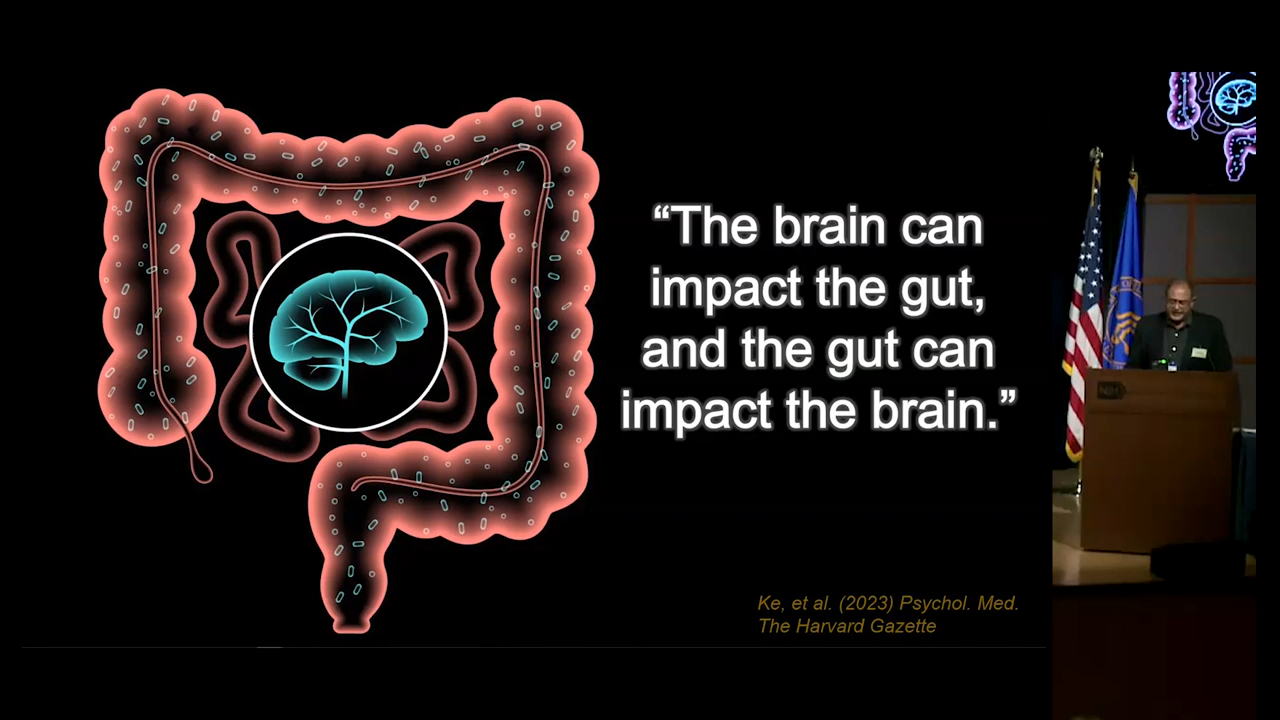 “The brain can
impact the gut,
and the gut can
impact the brain.”
Ke, et al. (2023) Psychol. Med.
The Harvard Gazette